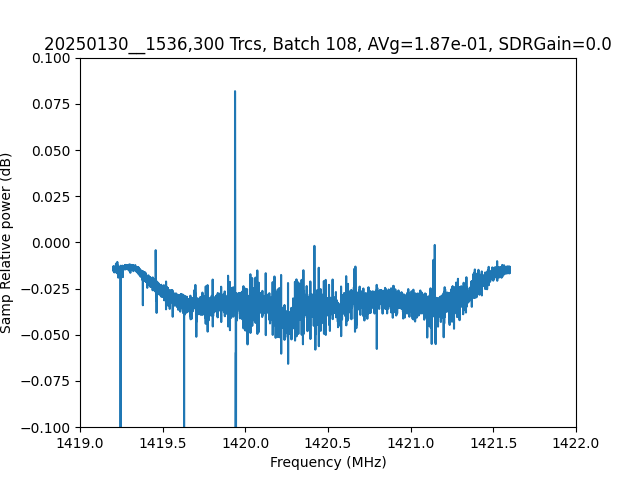 20250130__1536,300 Trcs, Batch 108, AVg=1.87e-01, SDRGain=0.0
Samp Relative power (dB)
0.100
0.075
0.050
0.025
0.000
−0.025
−0.050
−0.075
−0.100
1419.0 1419.5 1420.0 1420.5 1421.0 1421.5 1422.0
Frequency (MHz)